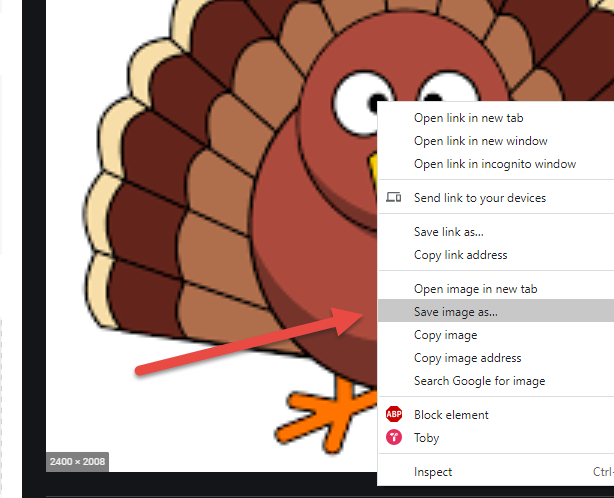 Open link in new tab
Open link in new window
Open link in incognito window
Send link to your devices
Save link as...
Copy link address
Open image in new tab
Save image as...
Copy image
Copy image address
Search Google for image
ABP Block element
Toby
Inspect Ctrl-
2400 × 2008